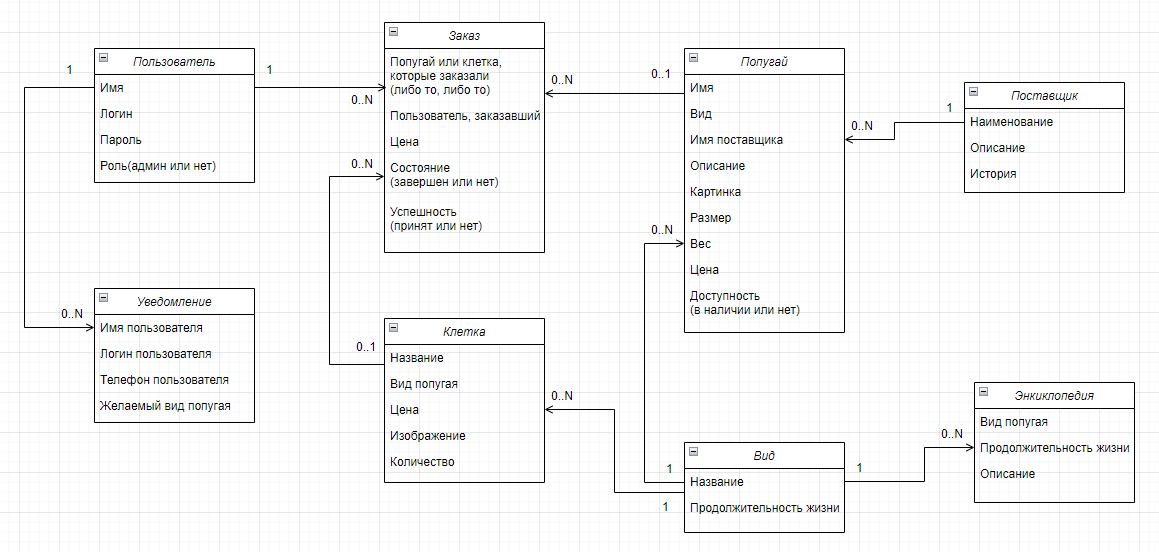 Пользователь
Имя
Логин
Пароль
Роль(админ или нет)
1
1
0..N
Заказ
Попугай или клетка,
которые заказали
(либо то, либо то)
Пользователь, заказавший
Цена
Состояние
(завершен или нет)
Успешность
(принят или нет)
0..N
0..N
0..1
Попугай
Имя
Вид
Имя поставщика
Описание
Картинка
Размер
Вес
Цена
Доступность
(в наличии или нет)
0..N
1
0..N
Поставщик
Наименование
Описание
История
0..N
Уведомление
Имя пользователя
Логин пользователя
Телефон пользователя
Желаемый вид попугая
0..1
Клетка
Название
Вид попугая
Цена
Изображение
Количество
0..N
1
1
Вид
Название
Продолжительность жизни
1
0..N
Энкиклопедия
Вид попугая
Продолжительность жизни
Описание